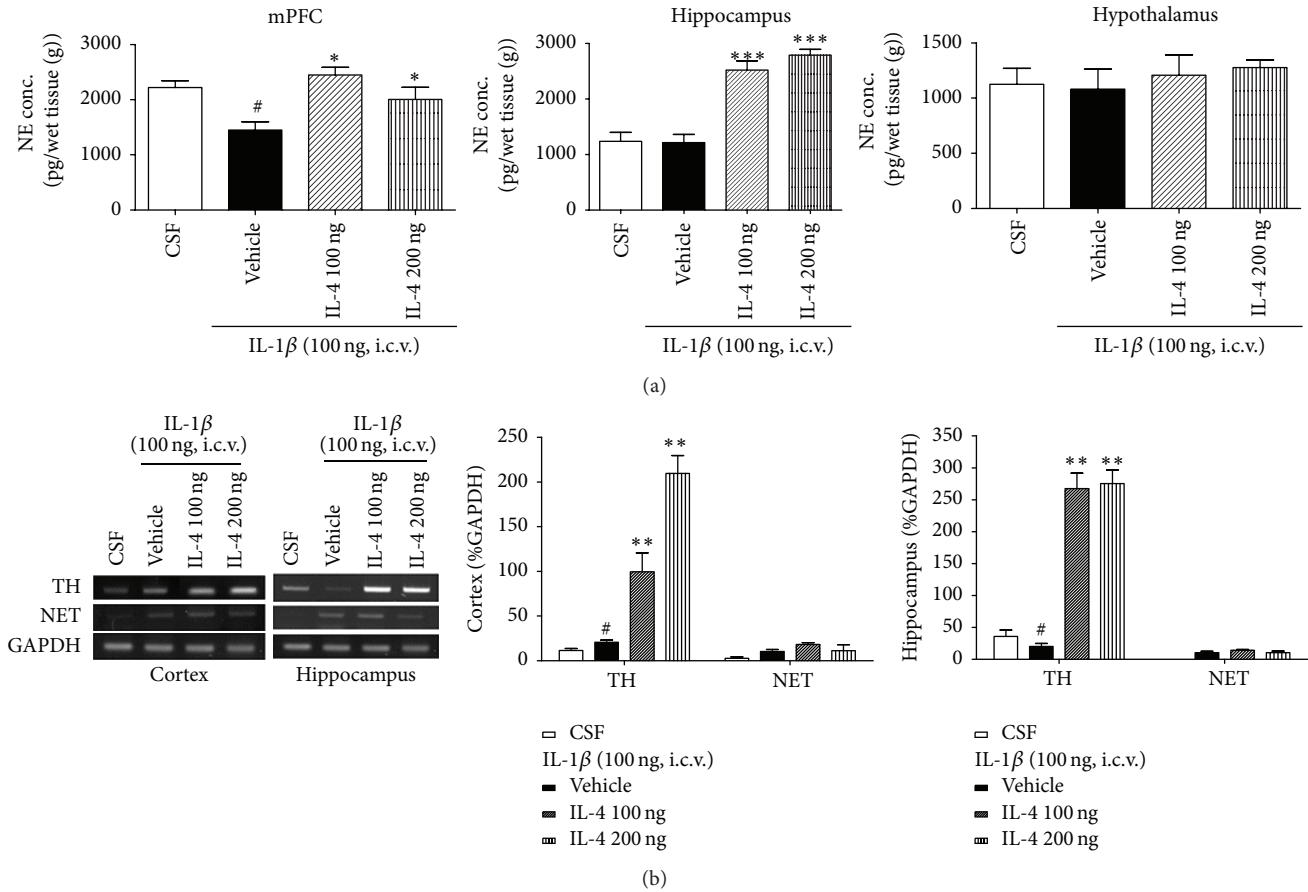 mPFC
NE conc.
(pg/wet tissue (g))
3000
2000
1000
0
#
*
*
CSF
Vehicle
IL-4 100 ng
IL-4 200 ng
IL-1β (100 ng, i.c.v.)
Hippocampus
NE conc.
(pg/wet tissue (g))
3000
2000
1000
0
***
***
CSF
Vehicle
IL-4 100 ng
IL-4 200 ng
IL-1β (100 ng, i.c.v.)
Hypothalamus
NE conc.
(pg/wet tissue (g))
1500
1000
500
0
CSF
Vehicle
IL-4 100 ng
IL-4 200 ng
IL-1β (100 ng, i.c.v.)
(a)
IL-1β
(100 ng, i.c.v.)
CSF
Vehicle
IL-4 100 ng
IL-4 200 ng
IL-1β
(100 ng, i.c.v.)
CSF
Vehicle
IL-4 100 ng
IL-4 200 ng
TH
NET
GAPDH
Cortex
Hippocampus
Cortex (%GAPDH)
250
200
150
100
50
0
#
**
**
TH
NET
CSF
IL-1β (100 ng, i.c.v.)
Vehicle
IL-4 100 ng
IL-4 200 ng
Hippocampus (%GAPDH)
350
300
250
200
150
100
50
0
#
**
**
TH
NET
CSF
IL-1β (100 ng, i.c.v.)
Vehicle
IL-4 100 ng
IL-4 200 ng
(b)